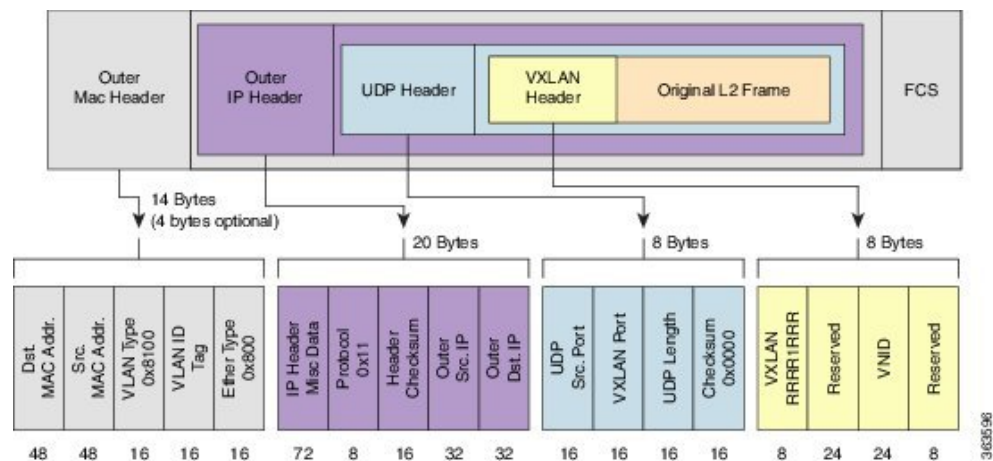 Outer
Mac Header
Outer
IP Header
UDP Header
VXLAN
Header
Original L2 Frame
FCS
14 Bytes
(4 bytes optional)
20 Bytes
8 Bytes
8 Bytes
Dst.
MAC Addr.
Src.
MAC Addr.
VLAN Type
0x8100
VLAN ID
Tag
Ether Type
0x800
IP Header
Misc Data
Protocol
0x11
Header
Checksum
Outer
Src. IP
Outer
Dst. IP
UDP
Src. Port
VXLAN Port
UDP Length
Checksum
0x0000
VXLAN
RRRR1RRR
Reserved
VNID
Reserved
48 48 16 16 16 72 8 16 32 32 16 16 16 16 8 24 24 8
363596